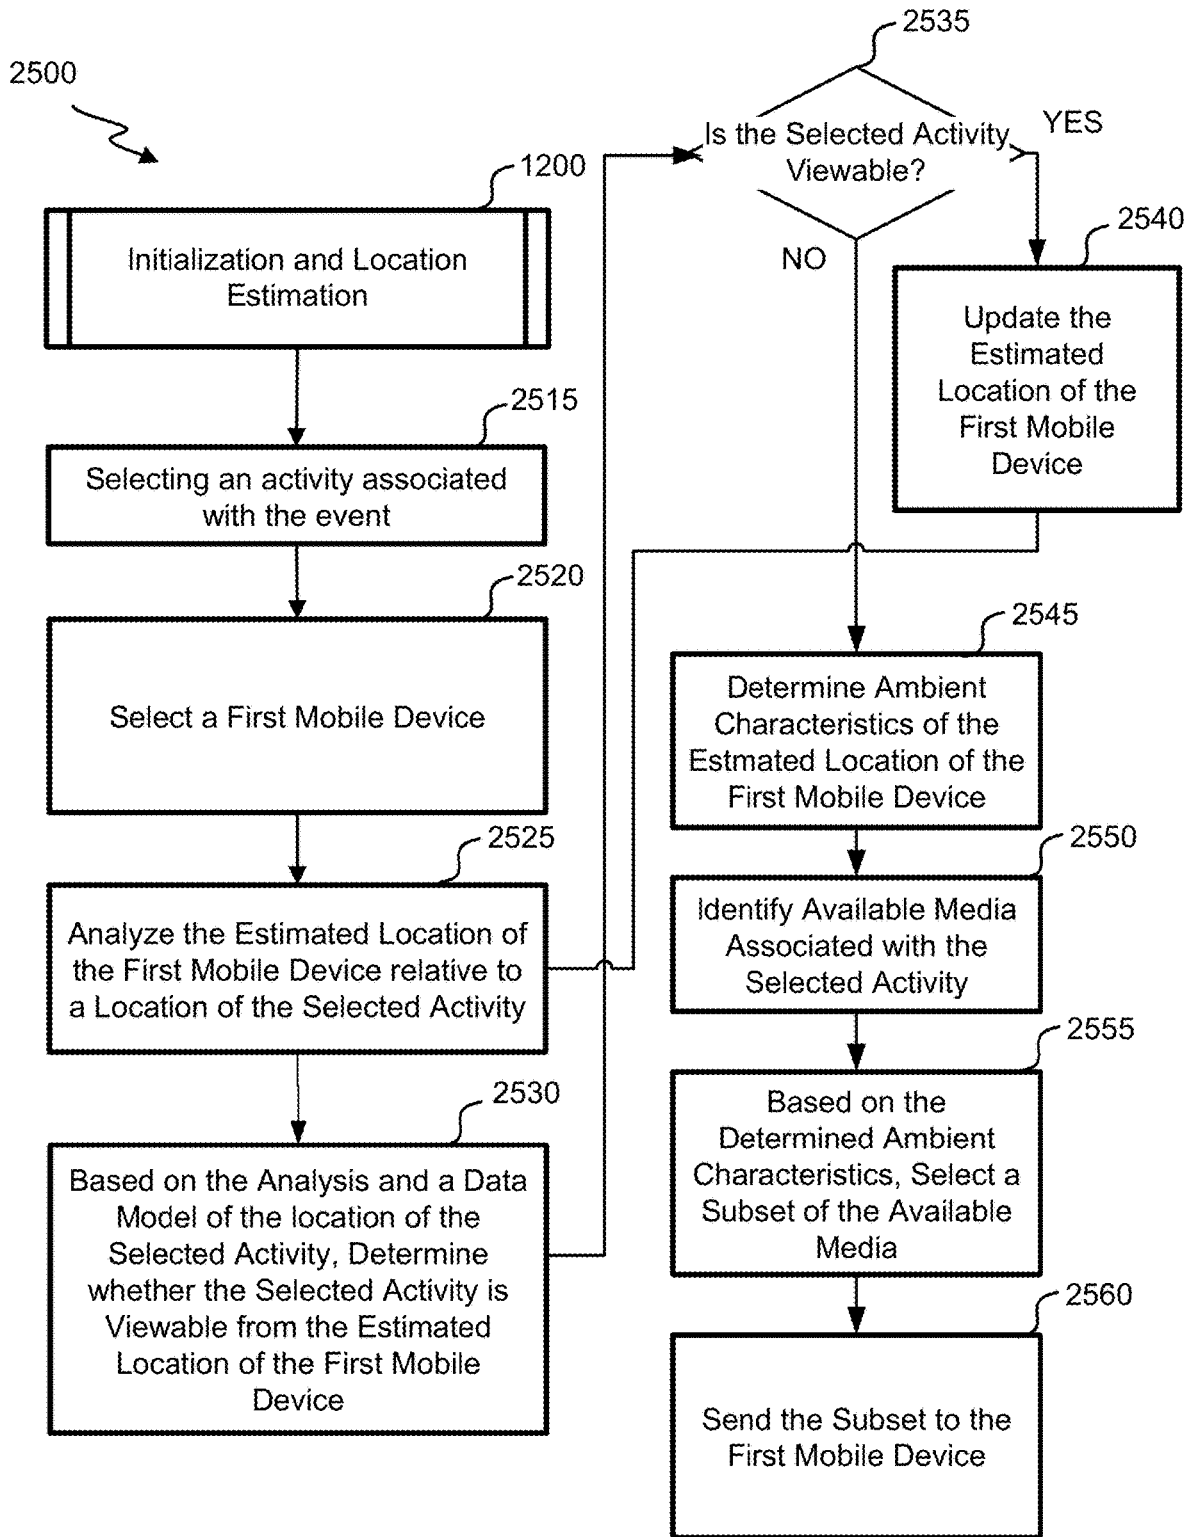 2500
1200
Initialization and Location
Estimation
2515
Selecting an activity associated
with the event
2520
Select a First Mobile Device
2525
Analyze the Estimated Location of
the First Mobile Device relative to
a Location of the Selected Activity
2530
Based on the Analysis and a Data
Model of the location of the
Selected Activity, Determine
whether the Selected Activity is
Viewable from the Estimated
Location of the First Mobile
Device
2535
Is the Selected Activity
Viewable?
YES
NO
2540
Update the
Estimated
Location of the
First Mobile
Device
2545
Determine Ambient
Characteristics of the
Estmated Location of the
First Mobile Device
2550
Identify Available Media
Associated with the
Selected Activity
2555
Based on the
Determined Ambient
Characteristics, Select a
Subset of the Available
Media
2560
Send the Subset to the
First Mobile Device